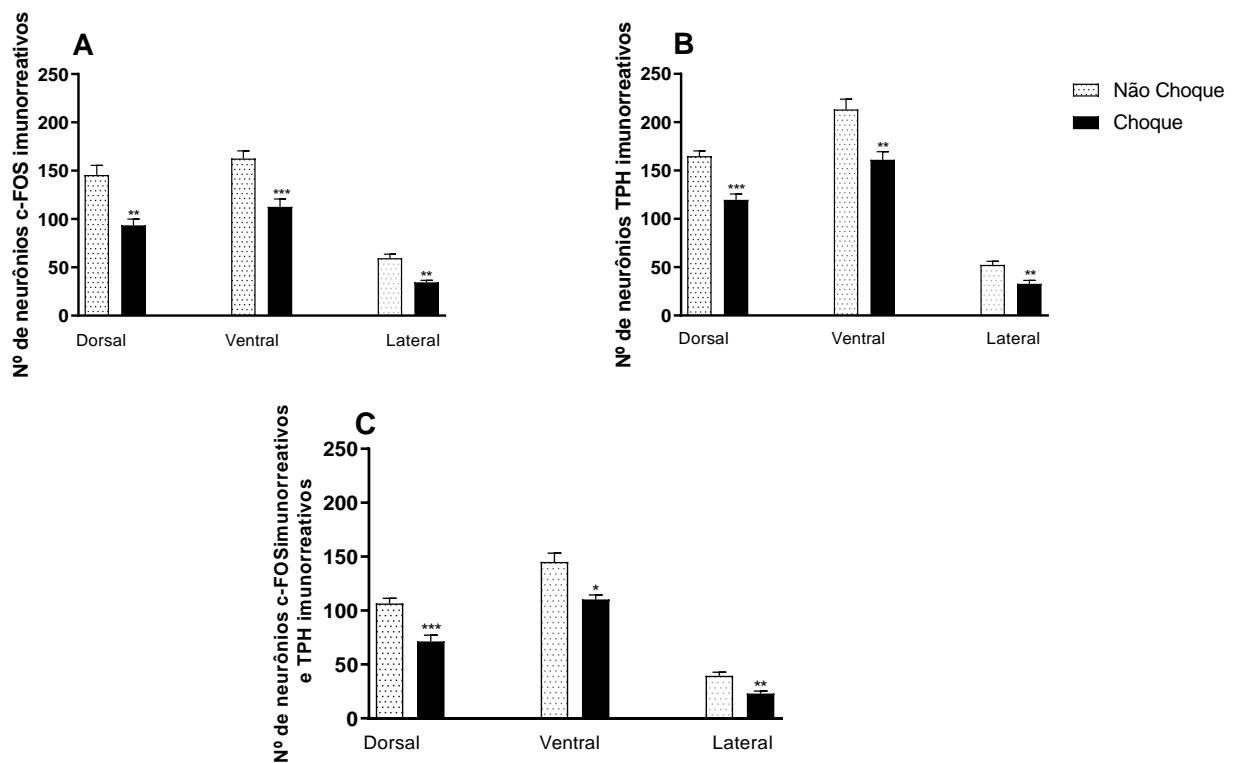 A
Nº de neurônios c-FOS imunorreativos
250
200
150
100
50
0
**
***
**
Dorsal
Ventral
Lateral
B
Nº de neurônios TPH imunorreativos
250
200
150
100
50
0
***
**
**
Dorsal
Ventral
Lateral
Não Choque
Choque
C
Nº de neurônios c-FOSimunorreativos
e TPH imunorreativos
250
200
150
100
50
0
***
*
**
Dorsal
Ventral
Lateral